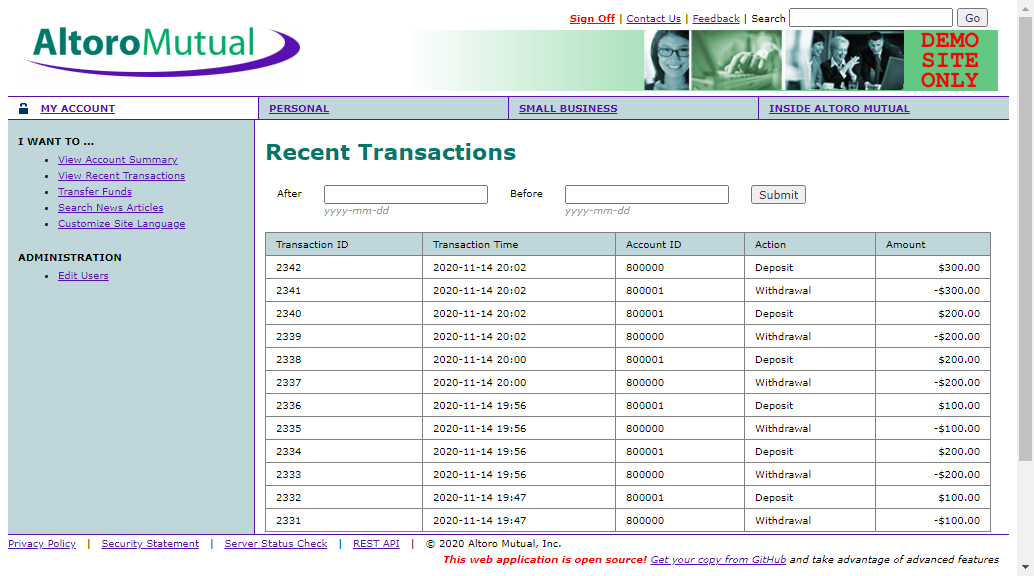 Sign Off | Contact Us | Feedback | Search Go
AltoroMutual
DEMO
SITE
ONLY
MY ACCOUNT PERSONAL SMALL BUSINESS INSIDE ALTORO MUTUAL
I WANT TO ...
• View Account Summary
• View Recent Transactions
• Transfer Funds
• Search News Articles
• Customize Site Language
ADMINISTRATION
• Edit Users
Recent Transactions
After Before Submit
yyyy-mm-dd yyyy-mm-dd
Transaction ID Transaction Time Account ID Action Amount
2342 2020-11-14 20:02 800000 Deposit $300.00
2341 2020-11-14 20:02 800001 Withdrawal -$300.00
2340 2020-11-14 20:02 800001 Deposit $200.00
2339 2020-11-14 20:02 800000 Withdrawal -$200.00
2338 2020-11-14 20:00 800001 Deposit $200.00
2337 2020-11-14 20:00 800000 Withdrawal -$200.00
2336 2020-11-14 19:56 800001 Deposit $100.00
2335 2020-11-14 19:56 800000 Withdrawal -$100.00
2334 2020-11-14 19:56 800001 Deposit $200.00
2333 2020-11-14 19:56 800000 Withdrawal -$200.00
2332 2020-11-14 19:47 800001 Deposit $100.00
2331 2020-11-14 19:47 800000 Withdrawal -$100.00
Privacy Policy | Security Statement | Server Status Check | REST API | © 2020 Altoro Mutual, Inc.
This web application is open source! Get your copy from GitHub and take advantage of advanced features